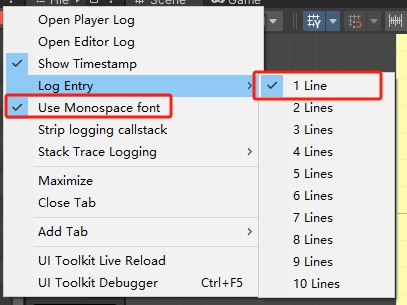 File
Scene
Game
Open Player Log
Open Editor Log
Show Timestamp
Log Entry
1 Line
Use Monospace font
2 Lines
Strip logging callstack
3 Lines
Stack Trace Logging
4 Lines
5 Lines
Maximize
6 Lines
Close Tab
7 Lines
Add Tab
8 Lines
UI Toolkit Live Reload
9 Lines
UI Toolkit Debugger Ctrl+F5
10 Lines